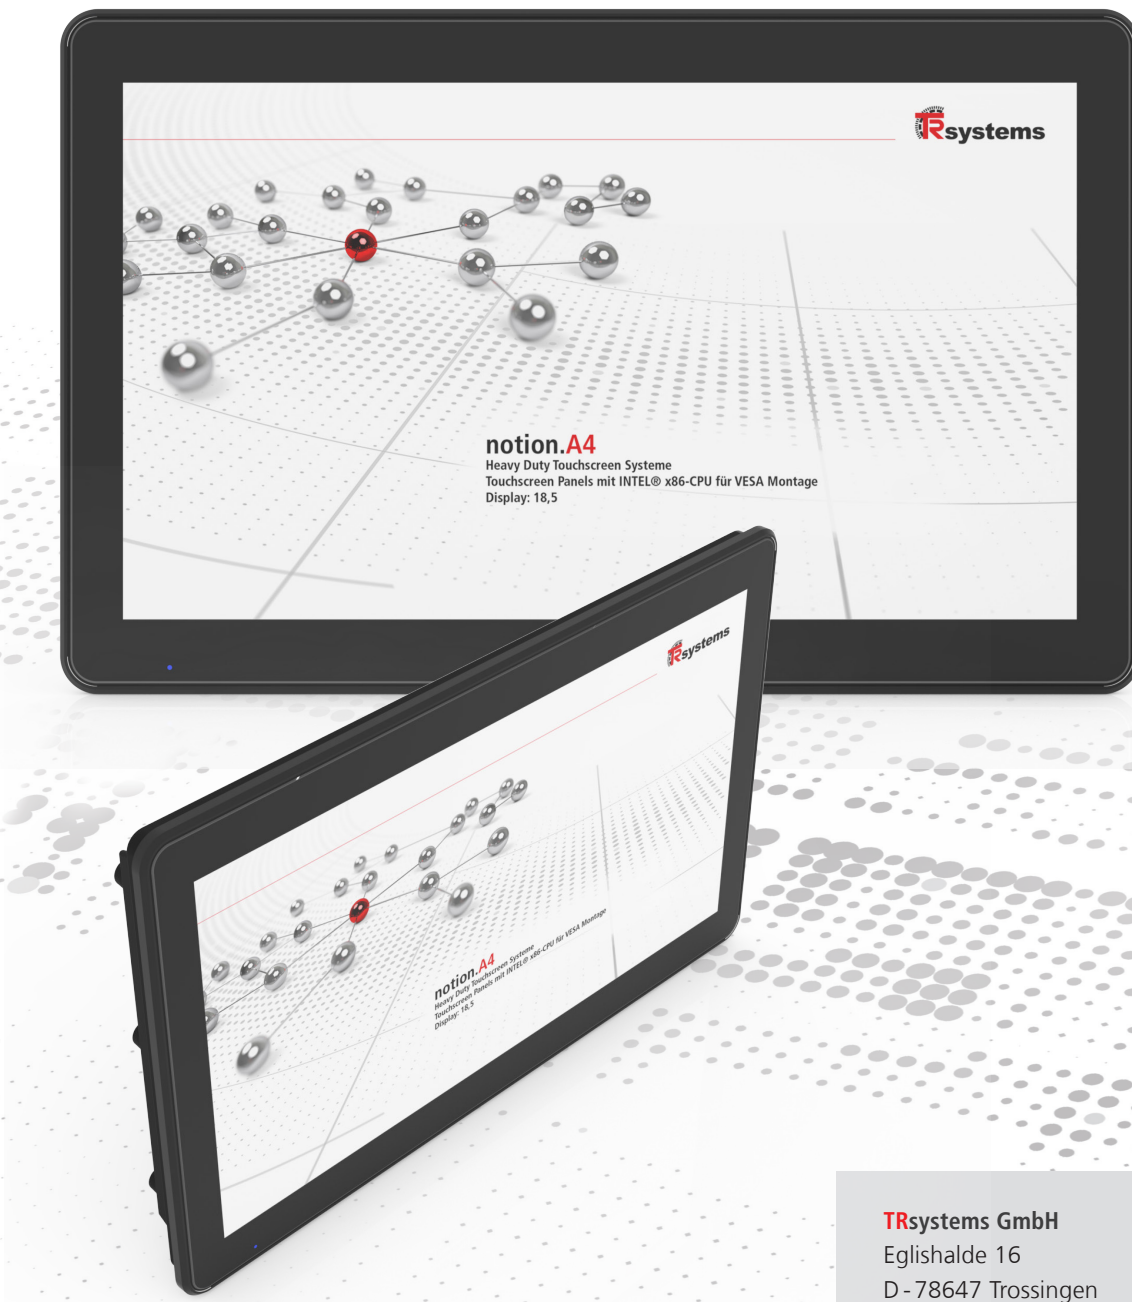 TRsystems
notion.A4
Heavy Duty Touchscreen Systeme
Touchscreen Panels mit INTEL® x86-CPU für VESA Montage
Display: 18,5
TRsystems
notion.A4
Heavy Duty Touchscreen Systeme
Touchscreen Panels mit INTEL® x86-CPU für VESA Montage
Display: 18,5
TRsystems GmbH
Eglishalde 16
D - 78647 Trossingen